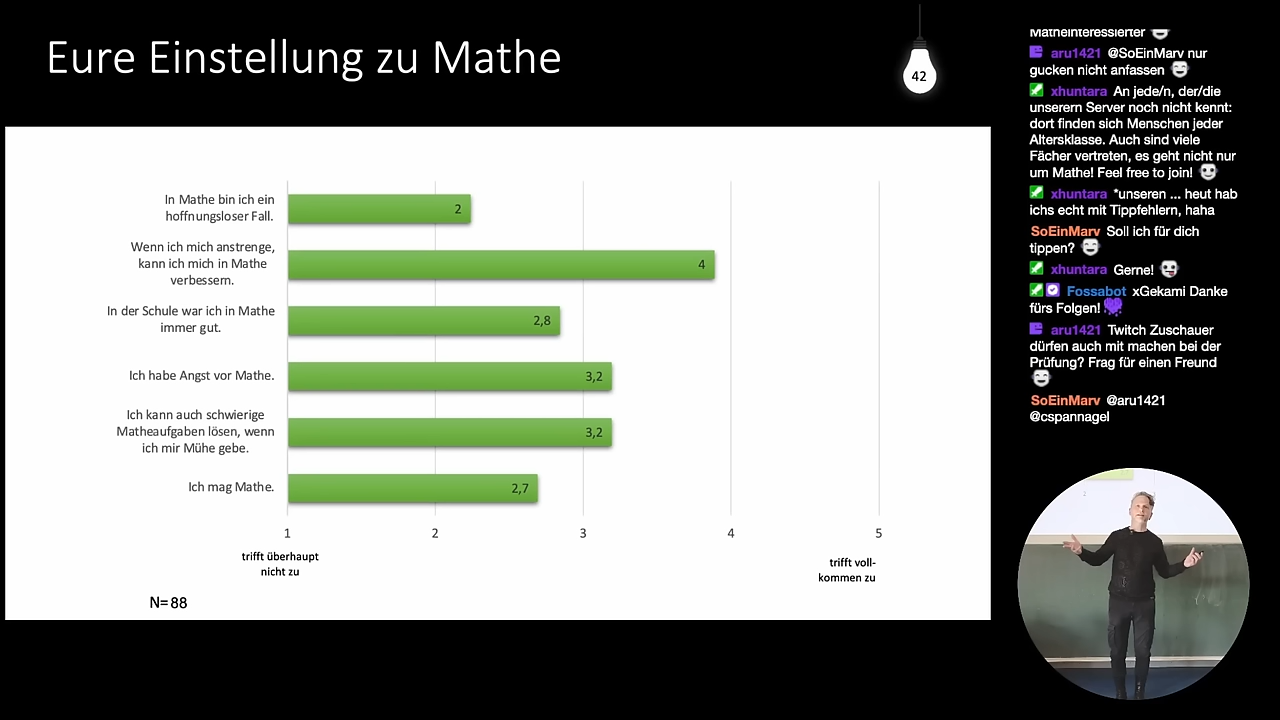 Eure Einstellung zu Mathe
42
In Mathe bin ich ein
hoffnungsloser Fall.
2
Wenn ich mich anstrenge,
kann ich mich in Mathe
verbessern.
4
In der Schule war ich in Mathe
immer gut.
2,8
Ich habe Angst vor Mathe.
3,2
Ich kann auch schwierige
Matheaufgaben lösen, wenn
ich mir Mühe gebe.
3,2
Ich mag Mathe.
2,7
1 2 3 4 5
trifft überhaupt
nicht zu
trifft voll-
kommen zu
N=88
Matheinteressierter
aru1421 @SoEinMarv nur
gucken nicht anfassen
xhuntara An jede/n, der/die
unserern Server noch nicht kennt:
dort finden sich Menschen jeder
Altersklasse. Auch sind viele
Fächer vertreten, es geht nicht nur
um Mathe! Feel free to join!
xhuntara *unseren ... heut hab
ichs echt mit Tippfehlern, haha
SoEinMarv Soll ich für dich
tippen?
xhuntara Gerne!
Fossabot xGekami Danke
fürs Folgen!
aru1421 Twitch Zuschauer
dürfen auch mit machen bei der
Prüfung? Frag für einen Freund
SoEinMarv @aru1421
@cspannagel